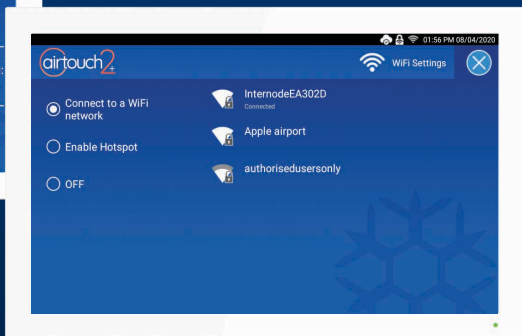 01:56 PM 08/04/2020
airtouch2+
WiFi Settings
Connect to a WiFi
network
InternodeEA302D
Connected
Apple airport
Enable Hotspot
authorisedusersonly
OFF